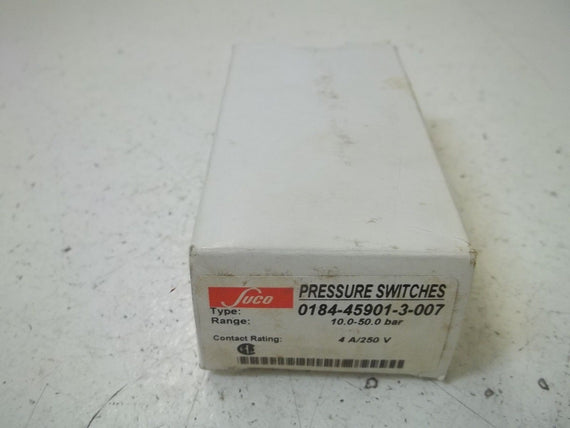 Suco PRESSURE SWITCHES
Type: 0184-45901-3-007
Range: 10.0-50.0 bar
Contact Rating: 4 A/250 V